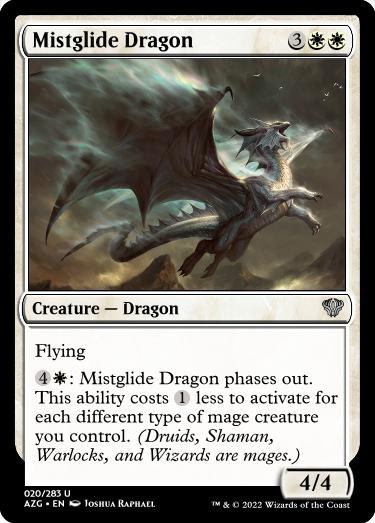 Mistglide Dragon 3
Creature — Dragon
Flying
4: Mistglide Dragon phases out.
This ability costs 1 less to activate for
each different type of mage creature
you control. (Druids, Shaman,
Warlocks, and Wizards are mages.)
4/4
020/283 U
AZG • EN Joshua Raphael
™ & © 2022 Wizards of the Coast